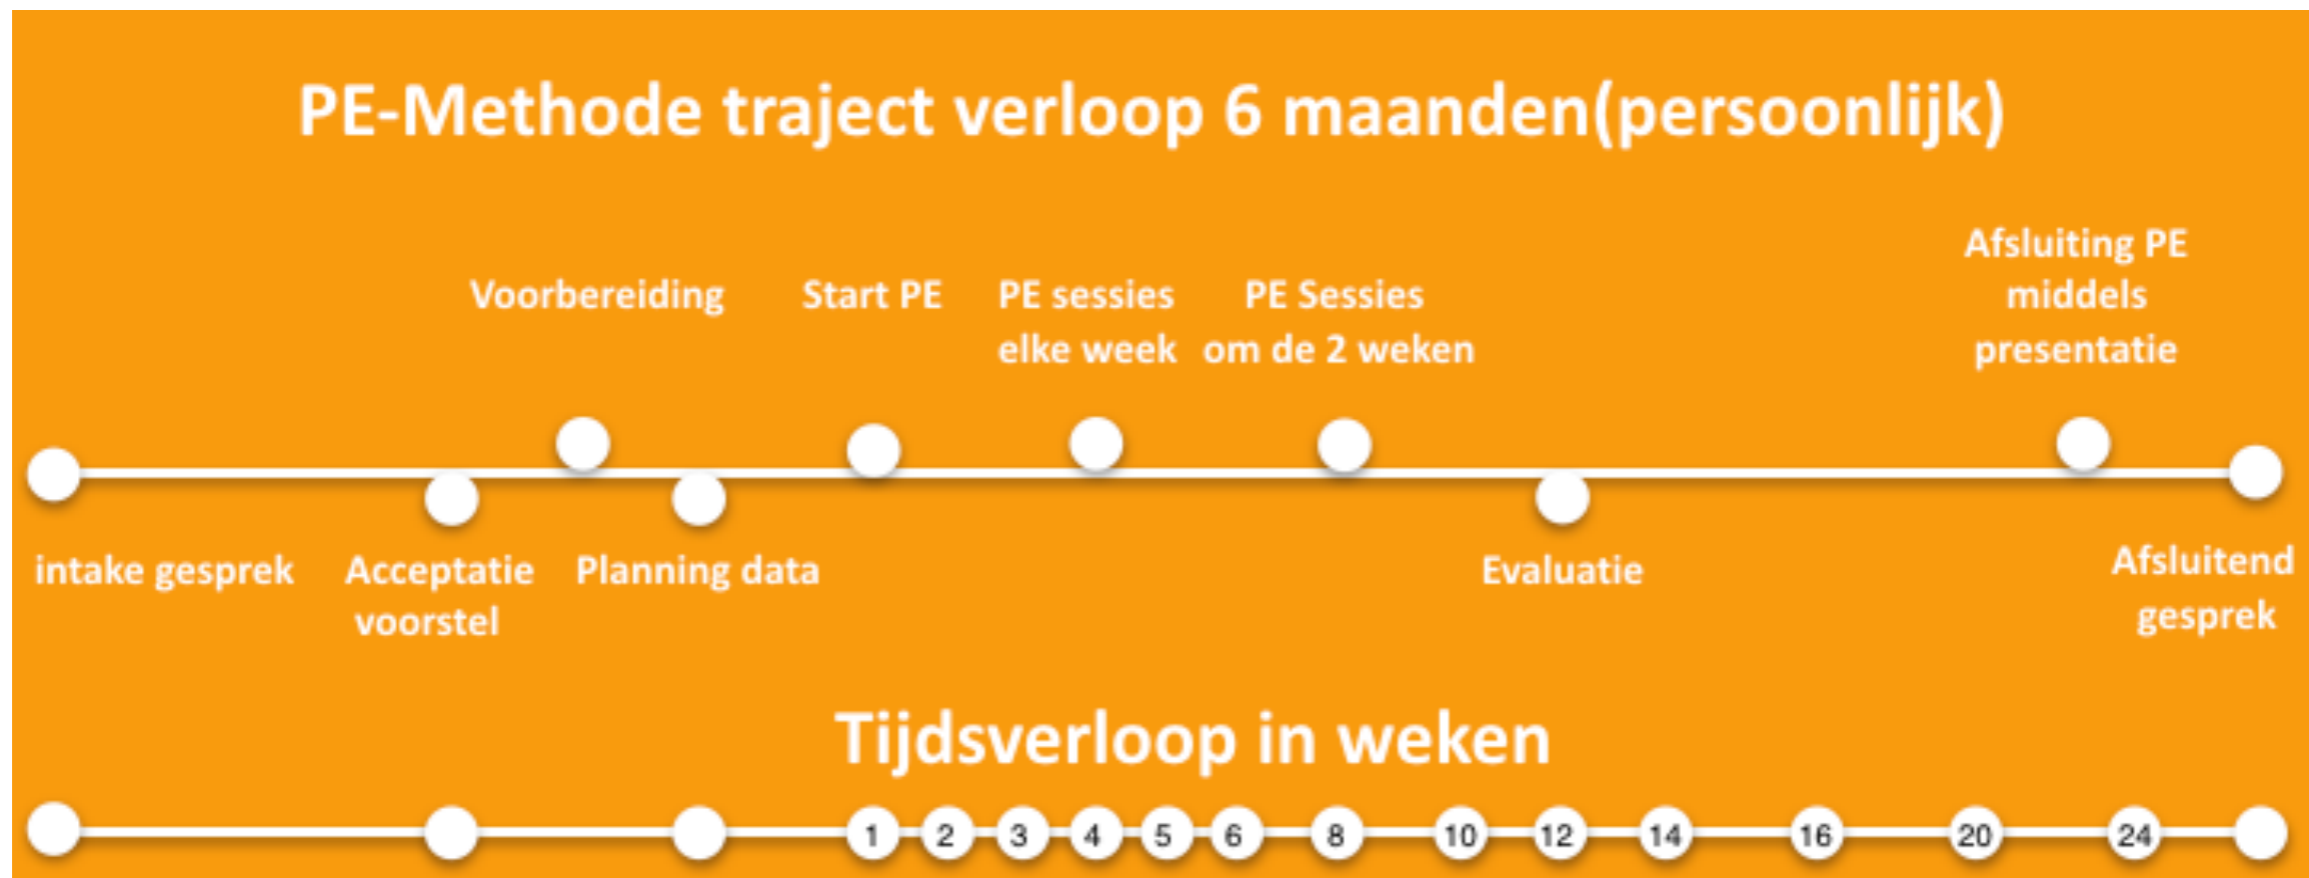 PE-Methode traject verloop 6 maanden(persoonlijk)
Voorbereiding
Start PE
PE sessies
elke week
PE Sessies
om de 2 weken
Afsluiting PE
middels
presentatie
intake gesprek
Acceptatie
voorstel
Planning data
Evaluatie
Afsluitend
gesprek
Tijdsverloop in weken
1 2 3 4 5 6 8 10 12 14 16 20 24